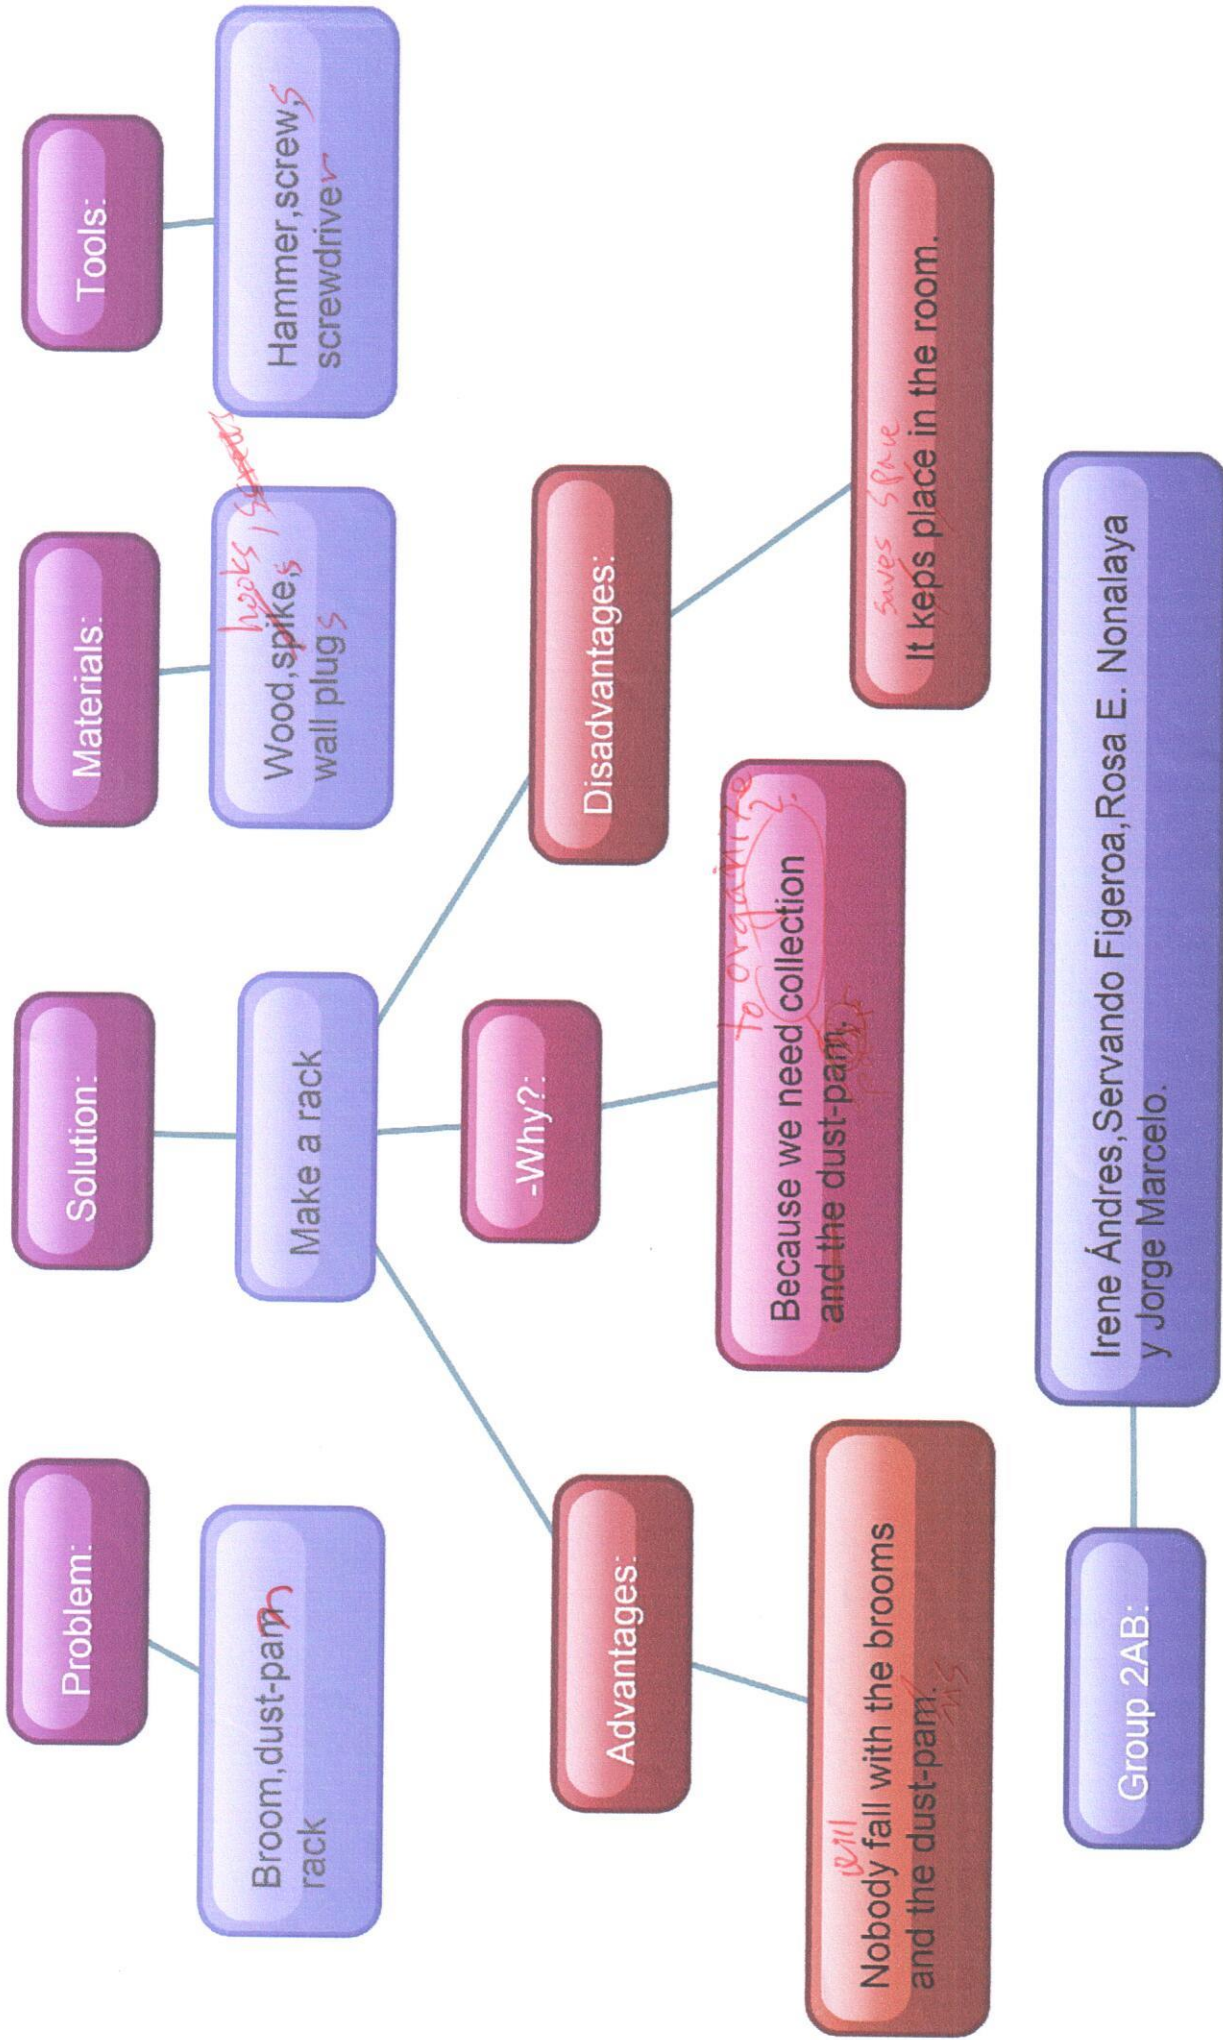 Problem:
Broom,dust-pam
rack
Solution:
Make a rack
Materials:
hooks, screws
Wood,spike,s
wall plugs
Tools:
Hammer,screw,s
screwdriver
Advantages:
will
Nobody fall with the brooms
and the dust-pam.
ns
-Why?:
to organize
Because we need collection
and the dust-pam.
Disadvantages:
saves space
It keps place in the room.
Group 2AB:
Irene Ándres,Servando Figeroa,Rosa E. Nonalaya
y Jorge Marcelo.